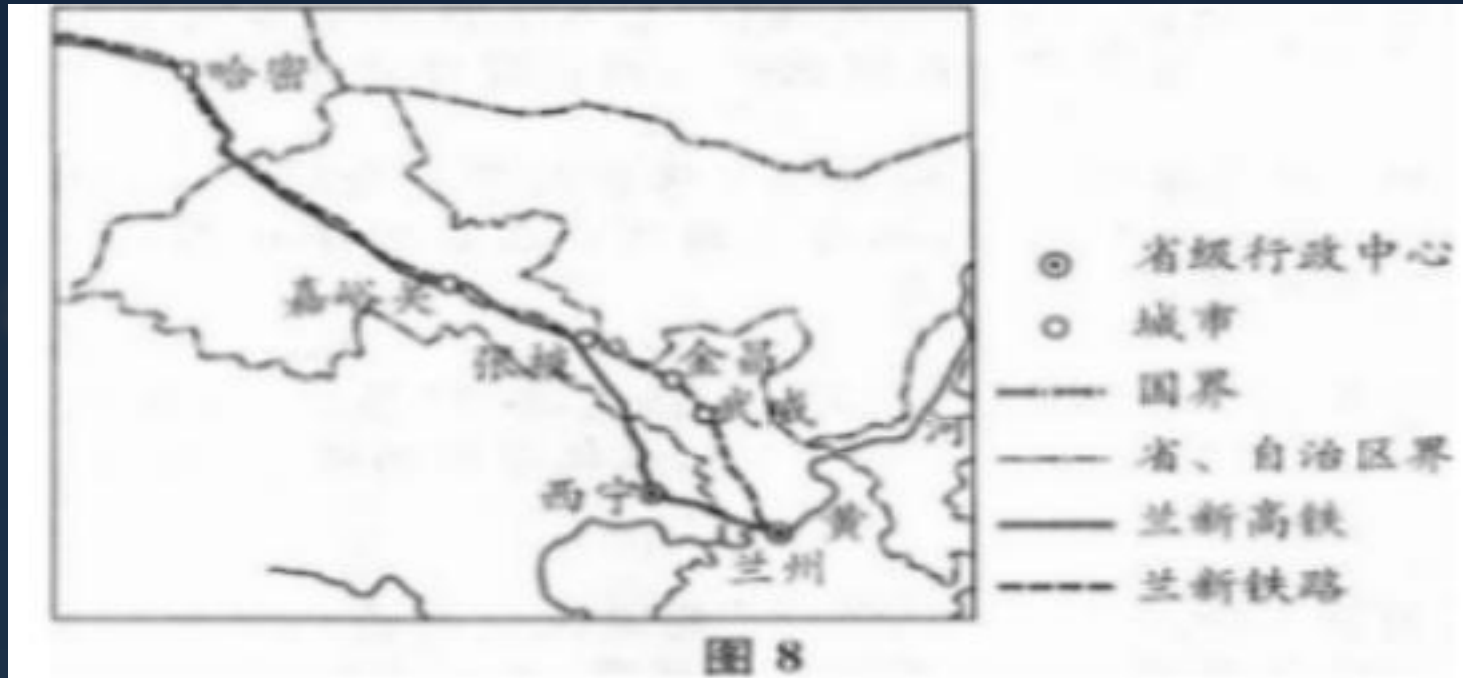 哈密
嘉峪关
张掖
金昌
武威
西宁
兰州
黄
河
省级行政中心
城市
国界
省、自治区界
兰新高铁
兰新铁路
图 8